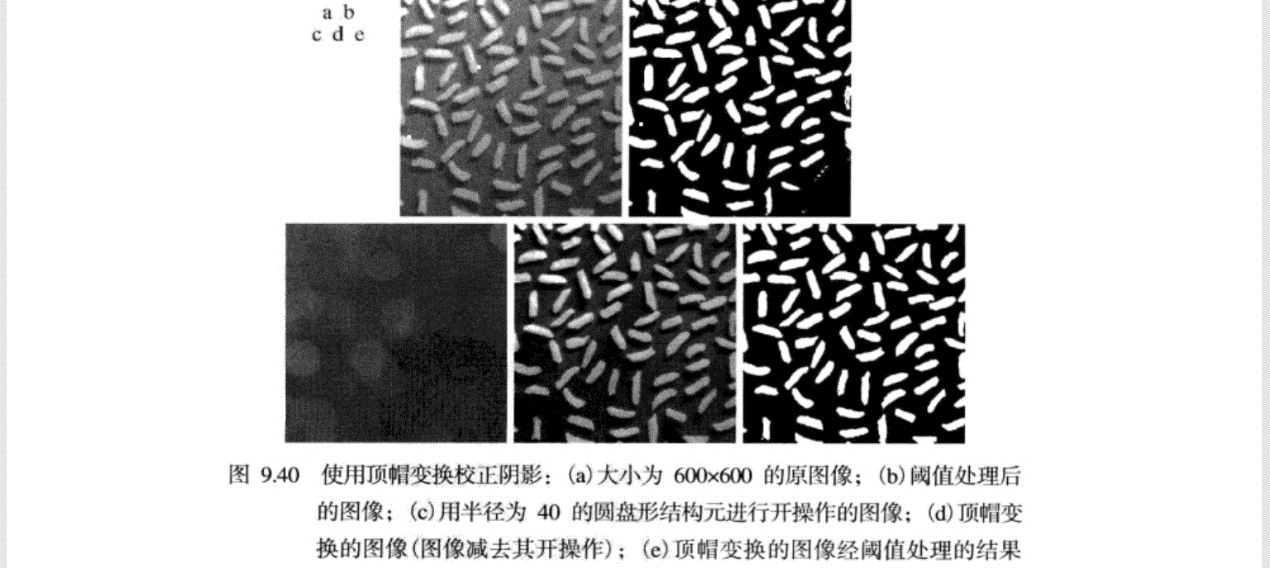 a b
c d e
图 9.40 使用顶帽变换校正阴影：(a)大小为 600×600 的原图像；(b)阈值处理后
的图像；(c)用半径为 40 的圆盘形结构元进行开操作的图像；(d)顶帽变
换的图像(图像减去其开操作)；(e)顶帽变换的图像经阈值处理的结果